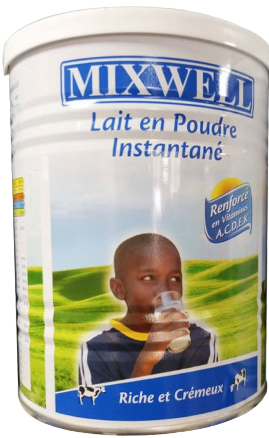 MIXWELL
Lait en Poudre
Instantané
Renforcé
en Vitamines
A,C,D,E,K
Riche et Crémeux